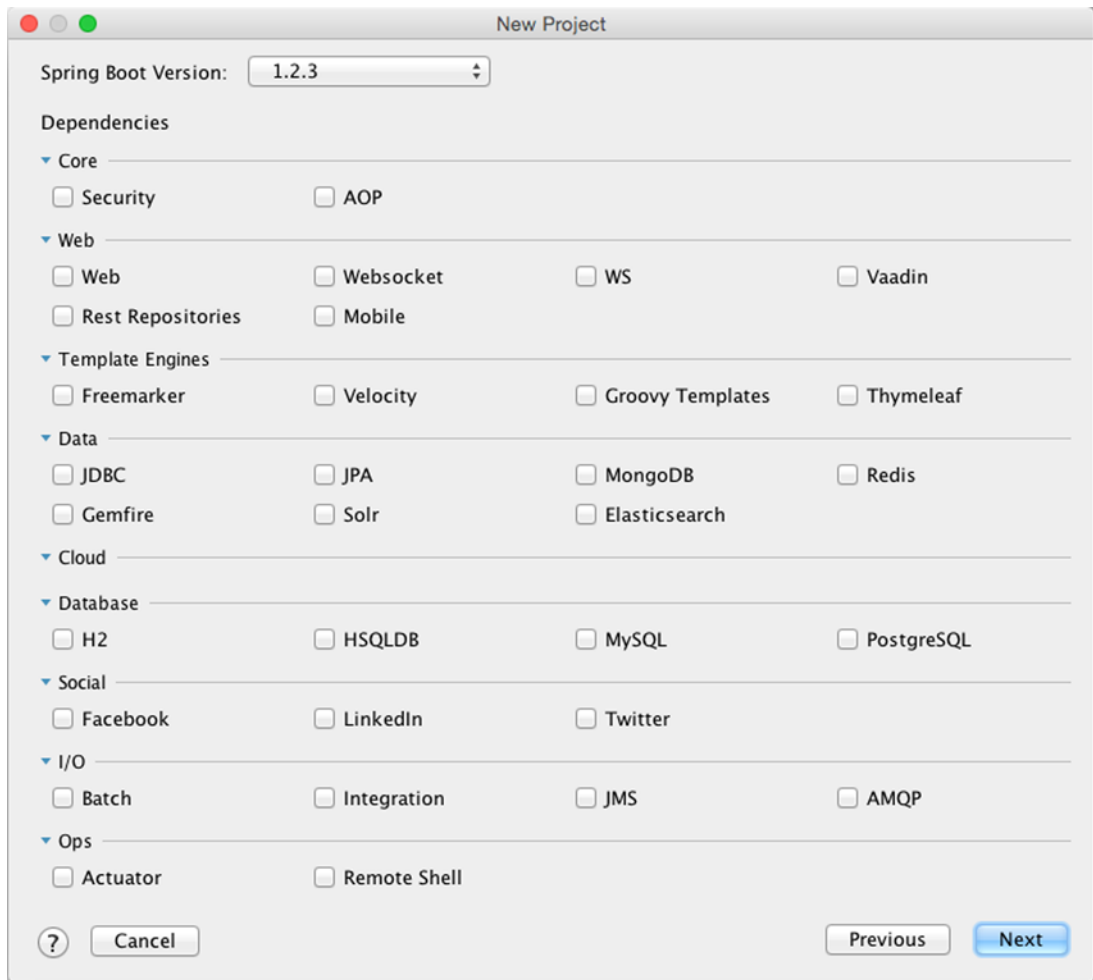 New Project
Spring Boot Version: 1.2.3
Dependencies
Core
Security AOP
Web
Web Websocket WS Vaadin
Rest Repositories Mobile
Template Engines
Freemarker Velocity Groovy Templates Thymeleaf
Data
JDBC JPA MongoDB Redis
Gemfire Solr Elasticsearch
Cloud
Database
H2 HSQLDB MySQL PostgreSQL
Social
Facebook LinkedIn Twitter
I/O
Batch Integration JMS AMQP
Ops
Actuator Remote Shell
? Cancel Previous Next